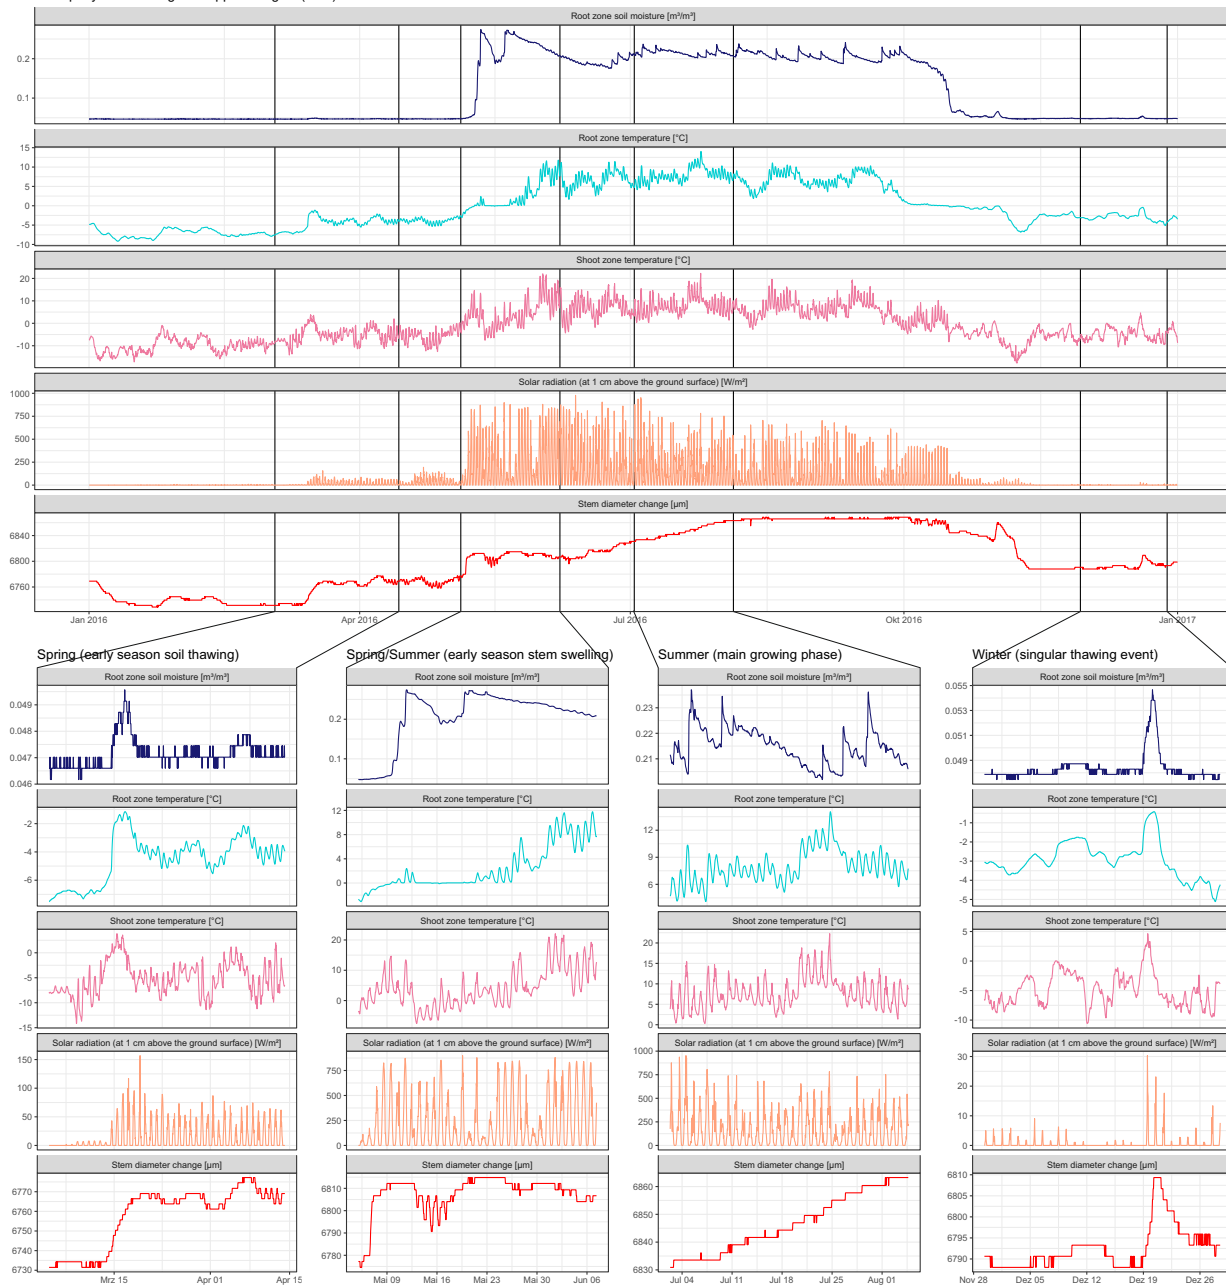 Root zone soil moisture [m³/m³]
0.2
0.1
Root zone temperature [°C]
15
10
5
0
-5
-10
Shoot zone temperature [°C]
20
10
0
-10
Solar radiation (at 1 cm above the ground surface) [W/m²]
1000
750
500
250
0
Stem diameter change [µm]
6840
6800
6760
Jan 2016 Apr 2016 Jul 2016 Okt 2016 Jan 2017
Spring (early season soil thawing) Spring/Summer (early season stem swelling) Summer (main growing phase) Winter (singular thawing event)
Root zone soil moisture [m³/m³] Root zone soil moisture [m³/m³] Root zone soil moisture [m³/m³] Root zone soil moisture [m³/m³]
0.049 0.2 0.23 0.055
0.048 0.1 0.22 0.053
0.047 0.21 0.051
0.046 0.049
Root zone temperature [°C] Root zone temperature [°C] Root zone temperature [°C] Root zone temperature [°C]
-2 12 12 -1
-4 8 9 -2
-6 4 6 -3
0 -4
-5
Shoot zone temperature [°C] Shoot zone temperature [°C] Shoot zone temperature [°C] Shoot zone temperature [°C]
0 20 20 5
-5 10 15 0
-10 0 10 -5
-15 5 -10
0
Solar radiation (at 1 cm above the ground surface) [W/m²] Solar radiation (at 1 cm above the ground surface) [W/m²] Solar radiation (at 1 cm above the ground surface) [W/m²] Solar radiation (at 1 cm above the ground surface) [W/m²]
150 750 1000 30
100 500 750 20
50 250 500 10
0 0 250 0
0
Stem diameter change [µm] Stem diameter change [µm] Stem diameter change [µm] Stem diameter change [µm]
6770 6810 6860 6810
6760 6800 6850 6805
6750 6790 6840 6800
6740 6780 6830 6795
6730 6790
Mrz 15 Apr 01 Apr 15 Mai 09 Mai 16 Mai 23 Mai 30 Jun 06 Jul 04 Jul 11 Jul 18 Jul 25 Aug 01 Nov 28 Dez 05 Dez 12 Dez 19 Dez 26